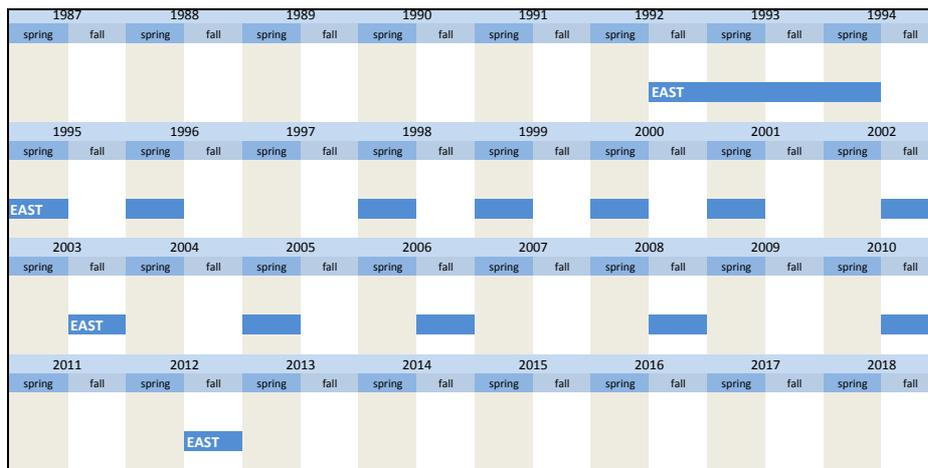 1987 1988 1989 1990 1991 1992 1993 1994
spring fall spring fall spring fall spring fall spring fall spring fall spring fall spring fall
EAST
1995 1996 1997 1998 1999 2000 2001 2002
spring fall spring fall spring fall spring fall spring fall spring fall spring fall spring fall
EAST
2003 2004 2005 2006 2007 2008 2009 2010
spring fall spring fall spring fall spring fall spring fall spring fall spring fall spring fall
EAST
2011 2012 2013 2014 2015 2016 2017 2018
spring fall spring fall spring fall spring fall spring fall spring fall spring fall spring fall
EAST